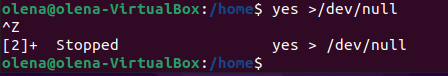 olena@olena-VirtualBox:/home$ yes >/dev/null
^Z
[2]+  Stopped                 yes > /dev/null
olena@olena-VirtualBox:/home$